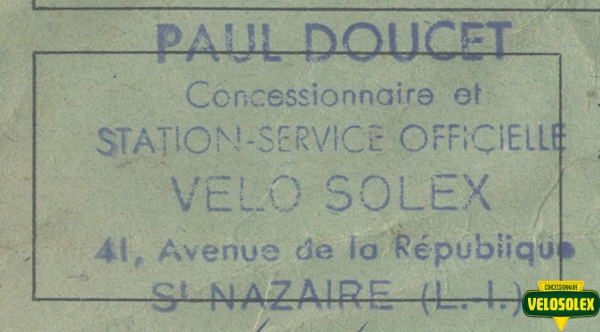 PAUL DOUCET
Concessionnaire et
STATION-SERVICE OFFICIELLE
VELO SOLEX
41, Avenue de la République
St NAZAIRE (L.-I.)
CONCESSIONNAIRE
VELOSOLEX